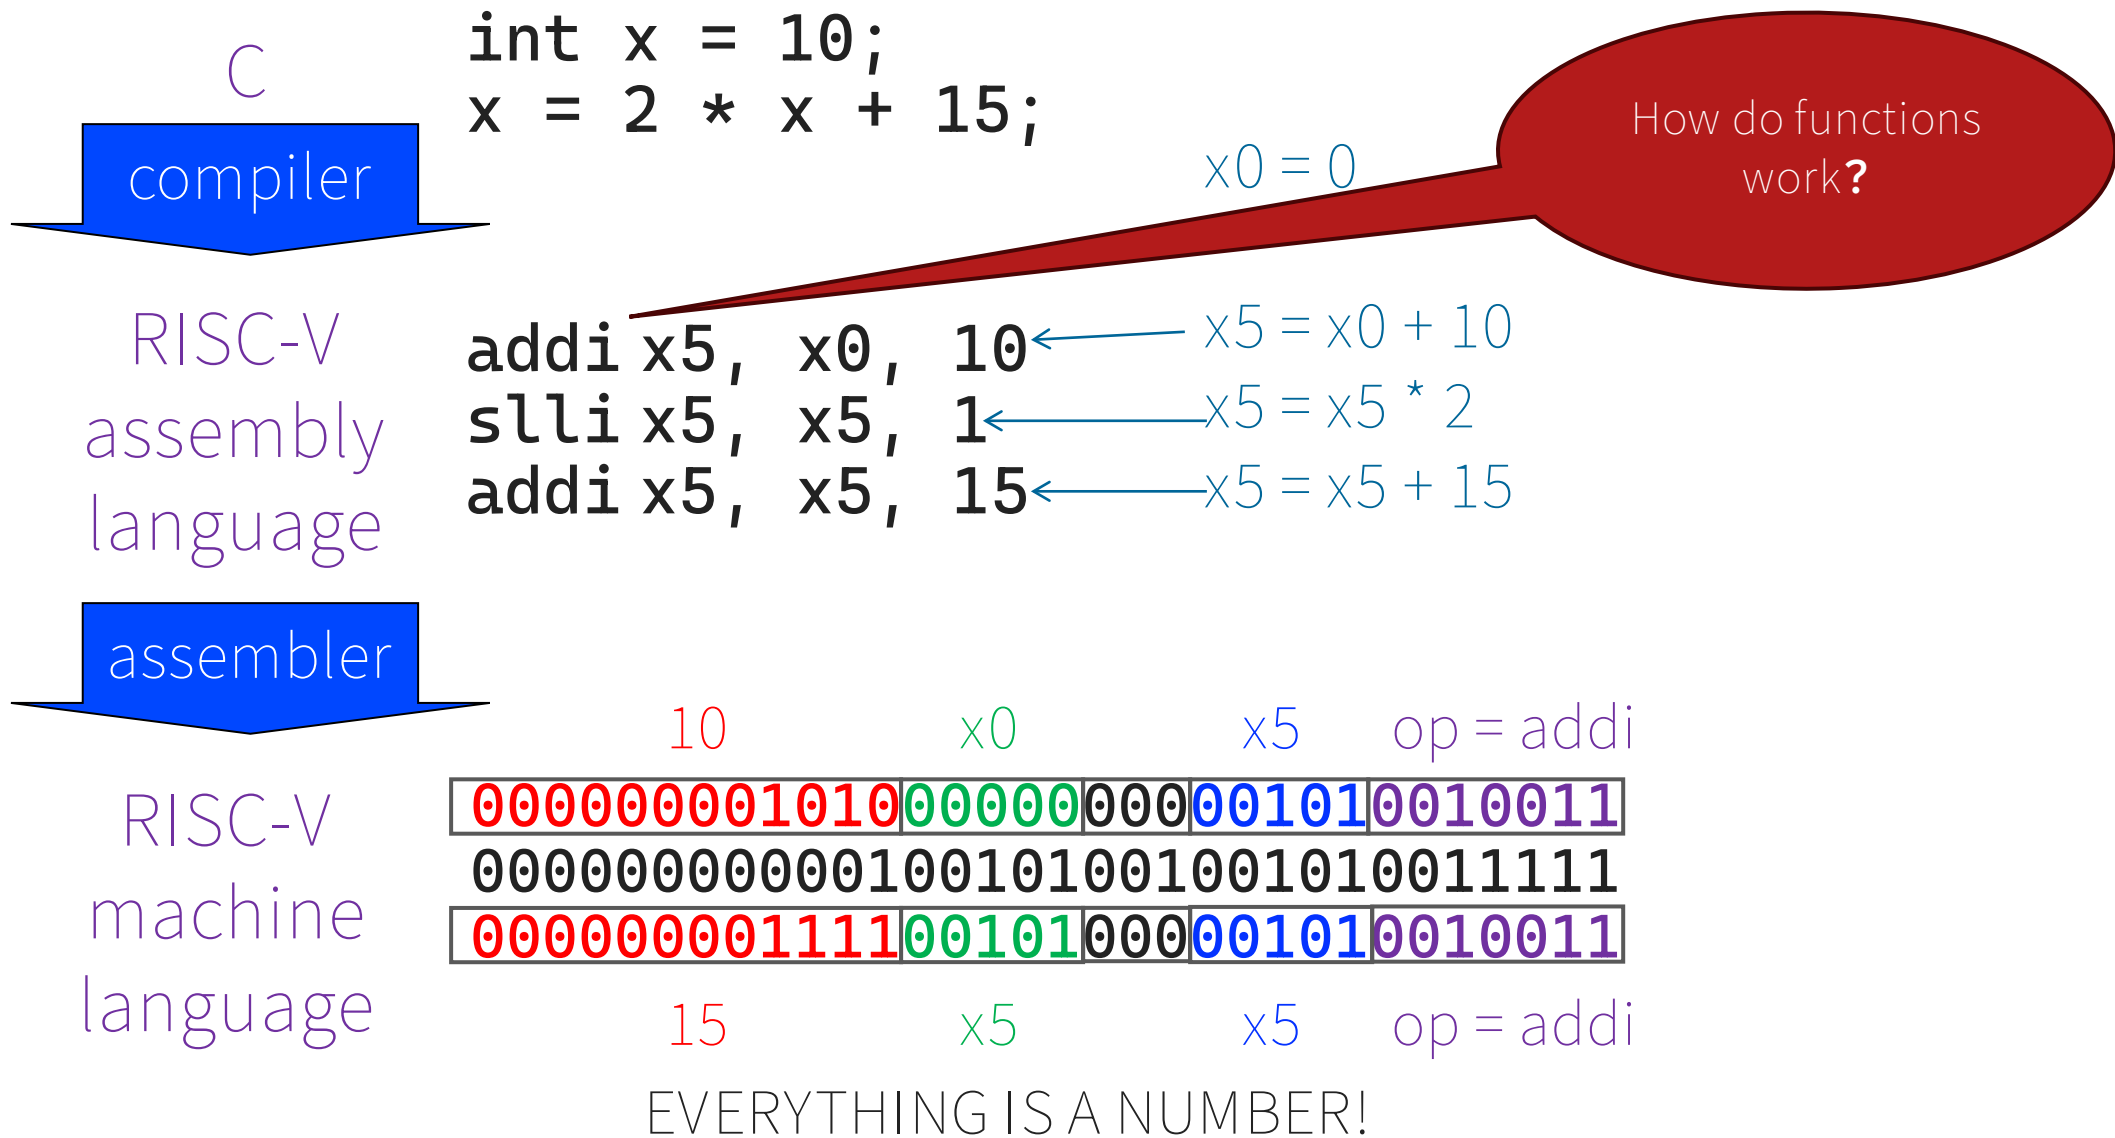 C
int x = 10;
x = 2 * x + 15;
compiler
x0 = 0
How do functions
work?
RISC-V
assembly
language
addi x5, x0, 10
x5 = x0 + 10
slli x5, x5, 1
x5 = x5 * 2
addi x5, x5, 15
x5 = x5 + 15
assembler
10 x0 x5 op = addi
RISC-V
machine
language
00000000101000000000001010010011
00000000000100101001001010011111
00000000111100101000001010010011
15 x5 x5 op = addi
EVERYTHING IS A NUMBER!